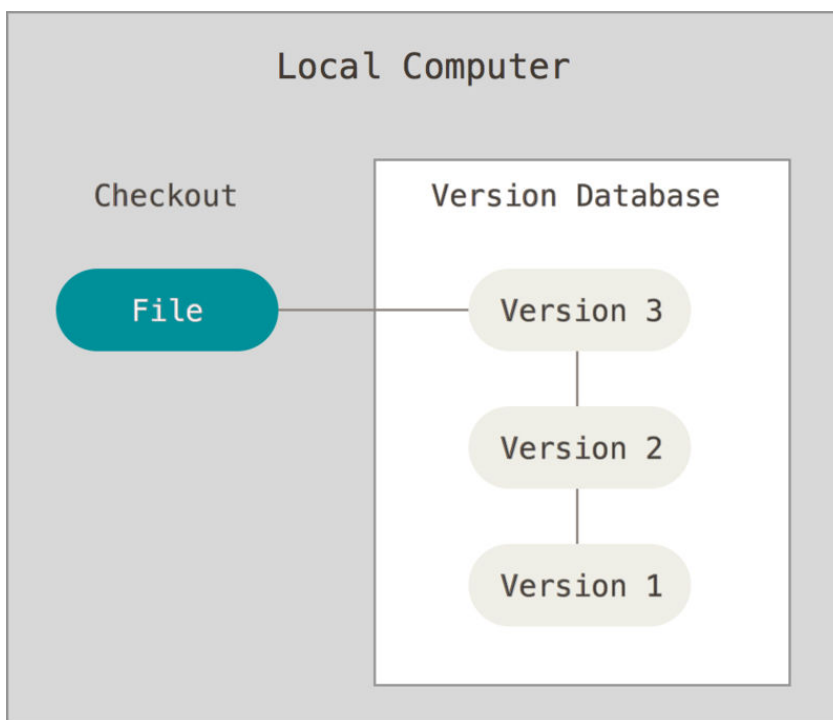 Local Computer
Checkout
Version Database
File
Version 3
Version 2
Version 1